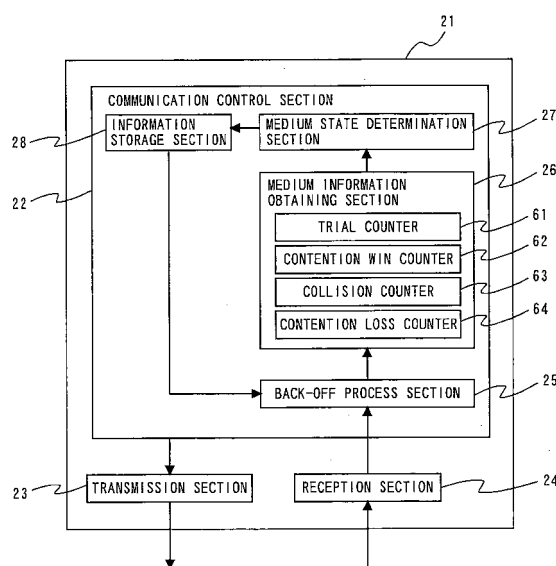 21
COMMUNICATION CONTROL SECTION
INFORMATION
STORAGE SECTION
28
MEDIUM STATE DETERMINATION
SECTION
27
22
MEDIUM INFORMATION
OBTAINING SECTION
26
TRIAL COUNTER
61
CONTENTION WIN COUNTER
62
COLLISION COUNTER
63
CONTENTION LOSS COUNTER
64
BACK-OFF PROCESS SECTION
25
23
TRANSMISSION SECTION
RECEPTION SECTION
24